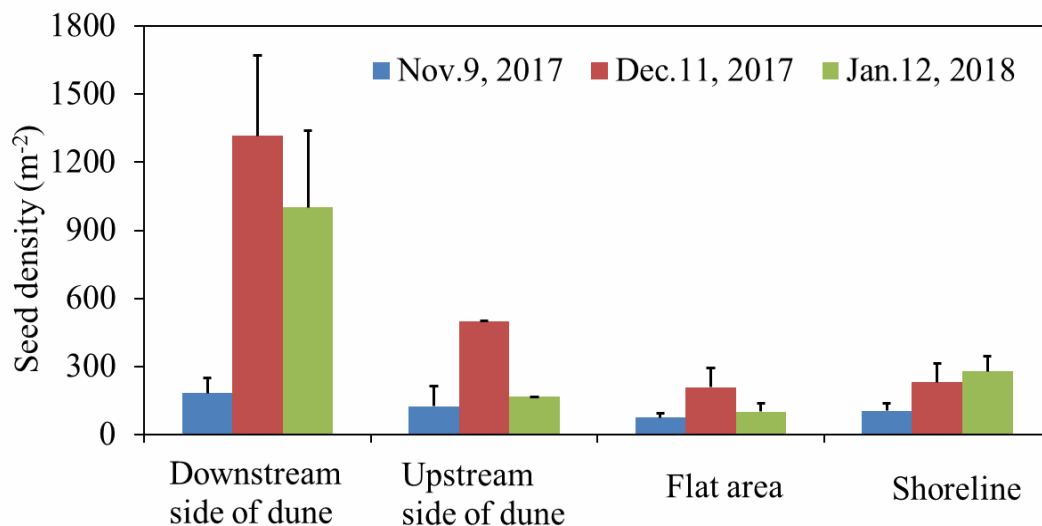 1800
1500
1200
900
600
300
0
Seed density (m-2)
Nov.9, 2017 Dec.11, 2017 Jan.12, 2018
Downstream
side of dune
Upstream
side of dune
Flat area
Shoreline